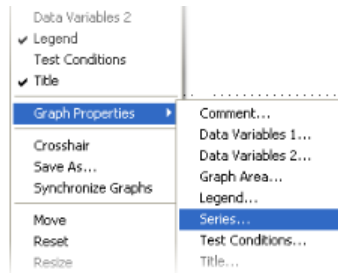 Data Variables 2
Legend
Test Conditions
Title
Graph Properties
Crosshair
Save As...
Synchronize Graphs
Move
Reset
Resize
Comment...
Data Variables 1...
Data Variables 2...
Graph Area...
Legend...
Series...
Test Conditions...
Title...